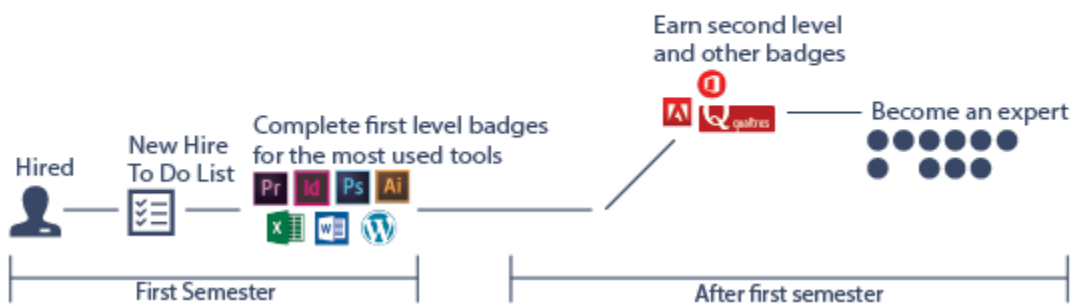 Earn second level
and other badges
Become an expert
Complete first level badges
for the most used tools
New Hire
To Do List
Hired
Pr Id Ps Ai
X W W
Q qualtrics
First Semester
After first semester